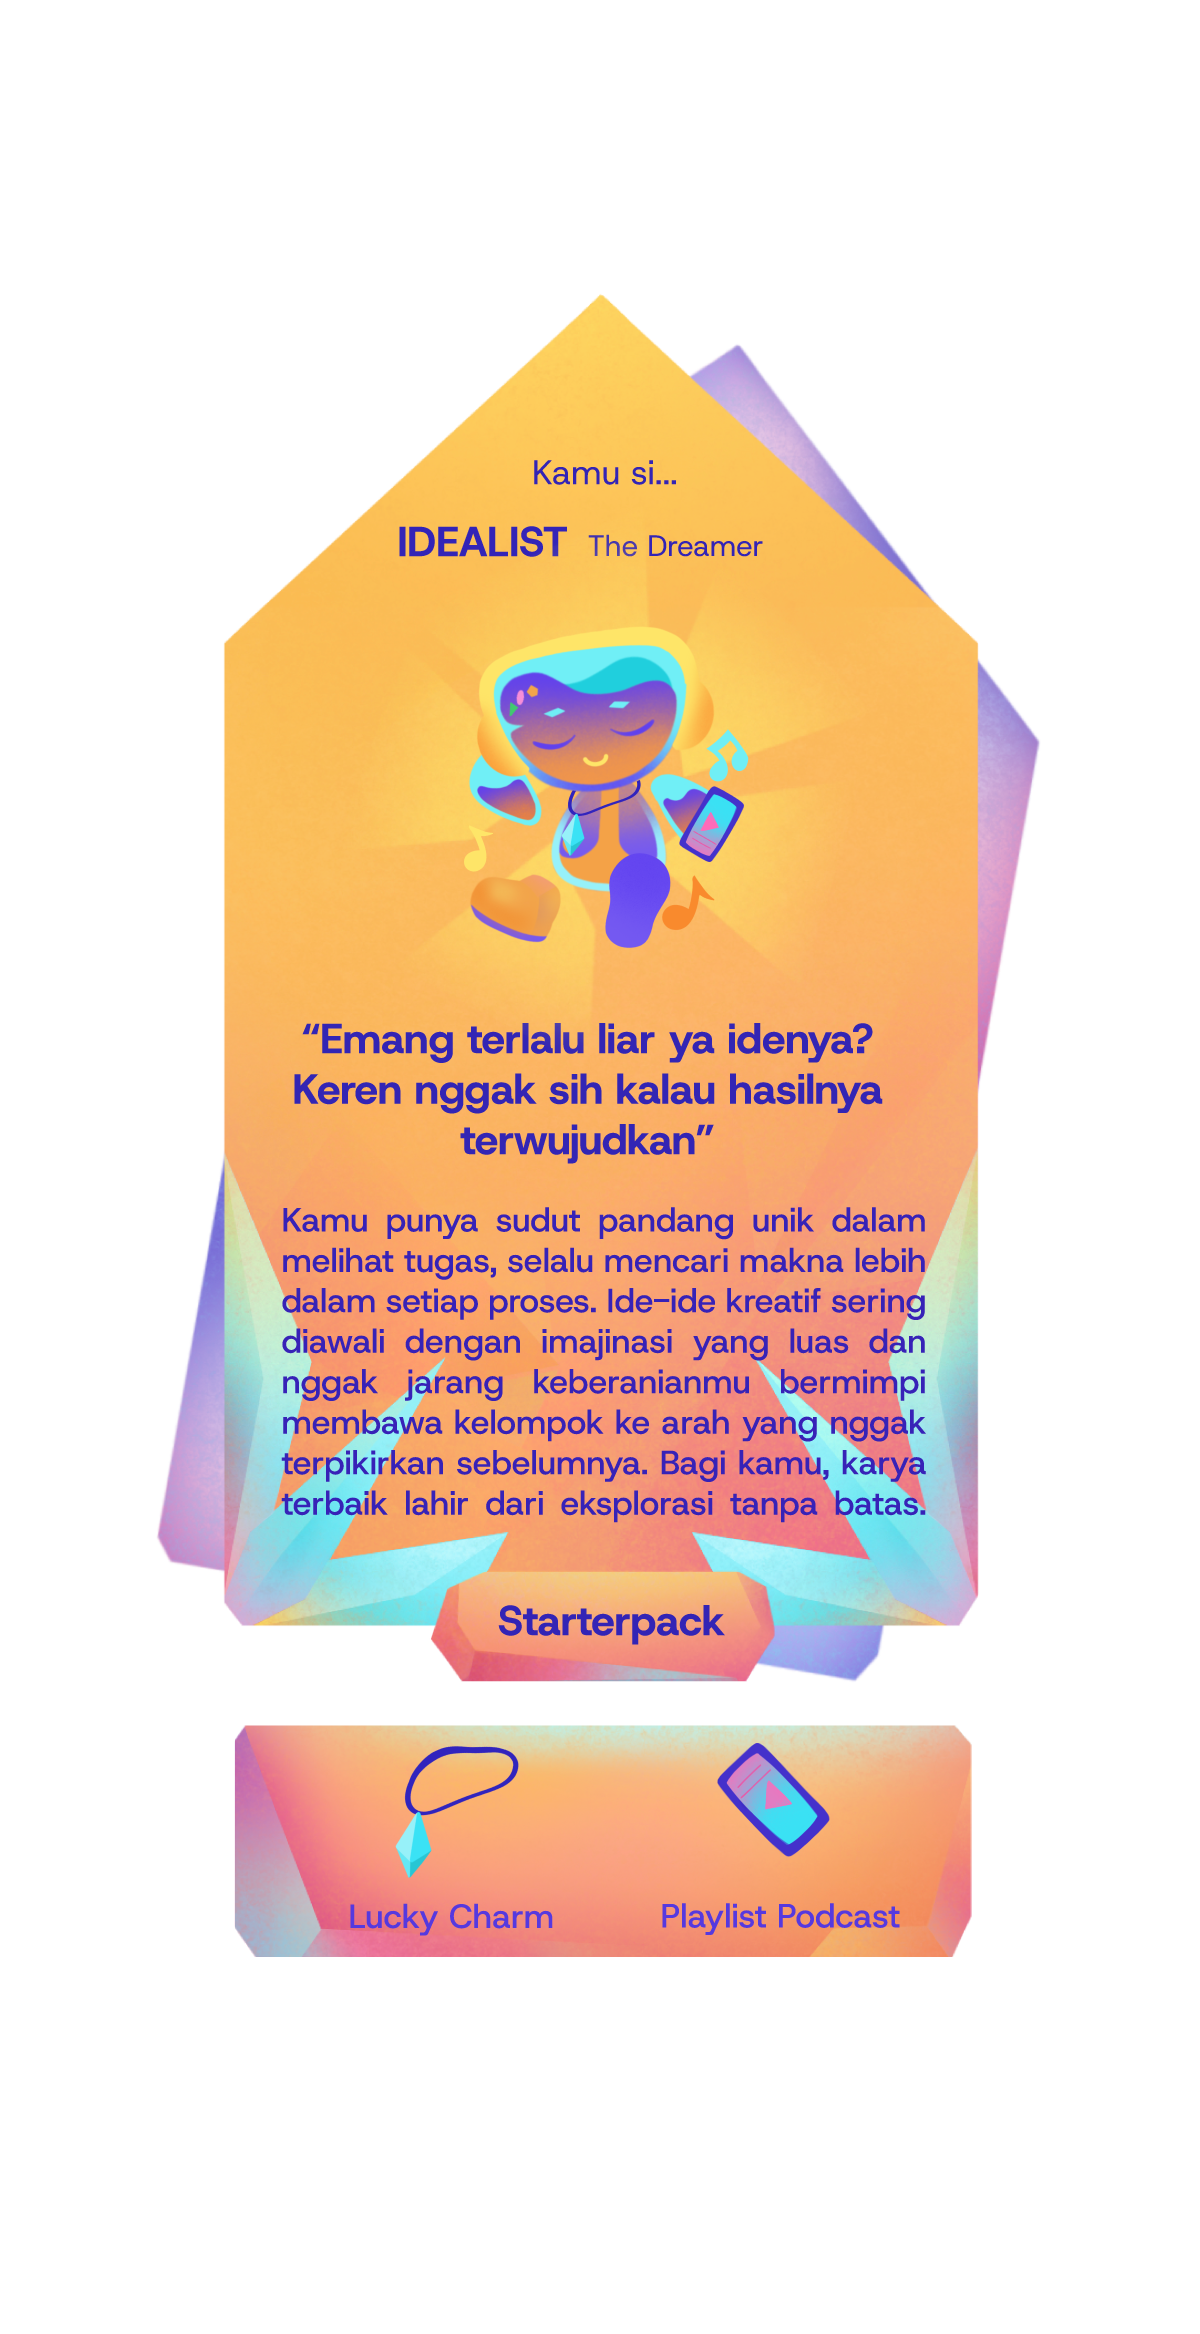 Kamu si...
IDEALIST The Dreamer
“Emang terlalu liar ya idenya?
Keren nggak sih kalau hasilnya
terwujudkan”
Kamu punya sudut pandang unik dalam
melihat tugas, selalu mencari makna lebih
dalam setiap proses. Ide-ide kreatif sering
diawali dengan imajinasi yang luas dan
nggak jarang keberanianmu bermimpi
membawa kelompok ke arah yang nggak
terpikirkan sebelumnya. Bagi kamu, karya
terbaik lahir dari eksplorasi tanpa batas.
Starterpack
Lucky Charm Playlist Podcast